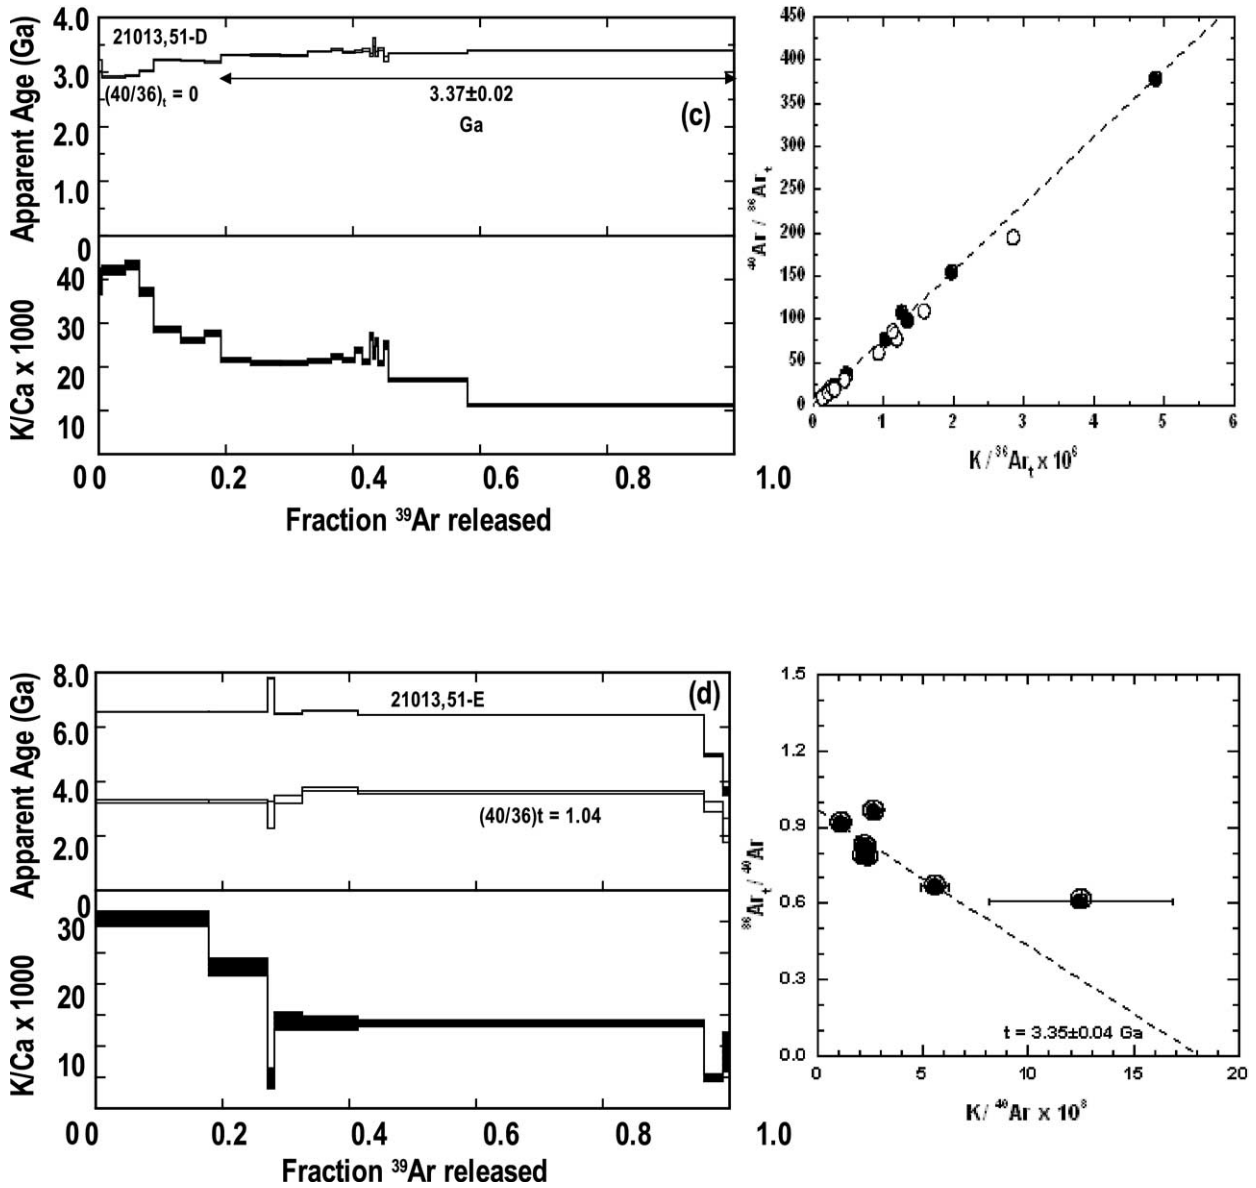 4.0
3.0
2.0
1.0
0
Apparent Age (Ga)
21013,51-D
(40/36)t = 0
3.37±0.02
Ga
(c)
40
30
20
10
0
K/Ca x 1000
0 0.2 0.4 0.6 0.8 1.0
Fraction ³⁹Ar released
450
400
350
300
250
200
150
100
50
0
⁴⁰Ar / ³⁶Art
0 1 2 3 4 5 6
K / ³⁶Art x 10⁶
8.0
6.0
4.0
2.0
0
Apparent Age (Ga)
21013,51-E
(d)
(40/36)t = 1.04
30
20
10
0
K/Ca x 1000
0 0.2 0.4 0.6 0.8 1.0
Fraction ³⁹Ar released
1.5
1.2
0.9
0.6
0.3
0.0
³⁶Art / ⁴⁰Ar
t = 3.35±0.04 Ga
0 5 10 15 20
K / ⁴⁰Ar x 10⁸